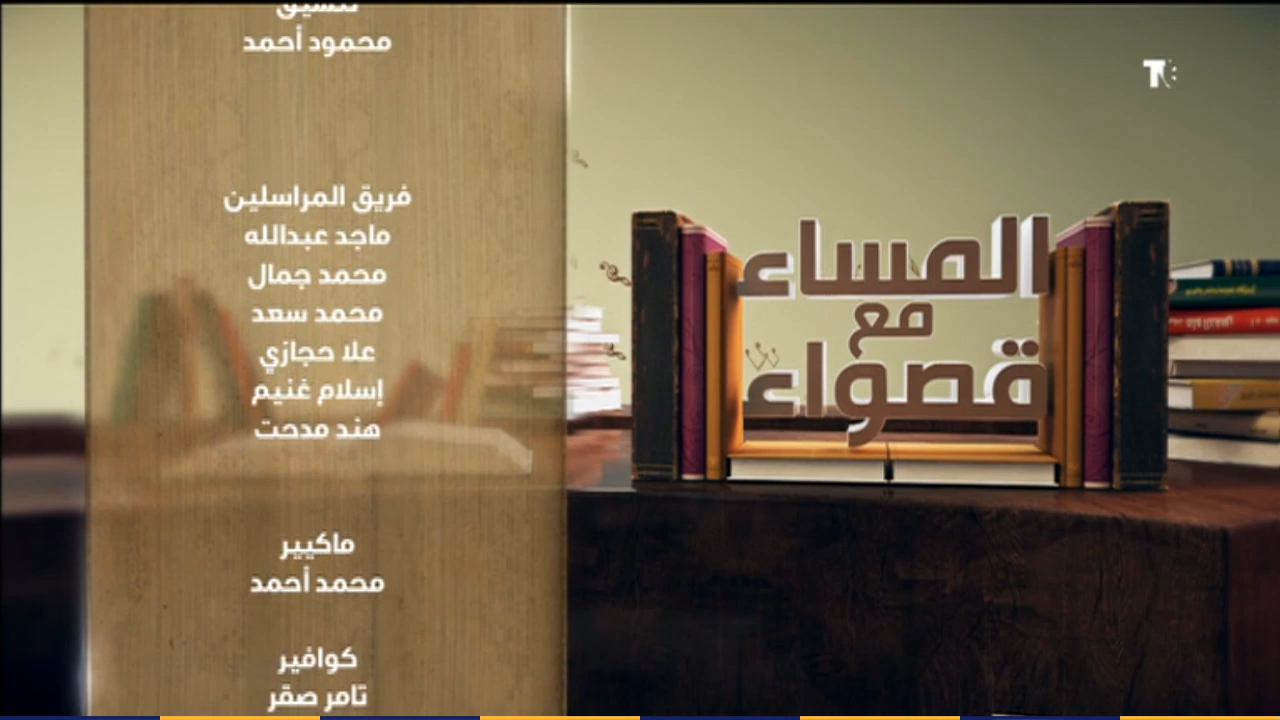 تنسيق
محمود أحمد
فريق المراسلين
ماجد عبدالله
محمد جمال
محمد سعد
علا حجازي
إسلام غنيم
هند مدحت
ماكيير
محمد أحمد
كوافير
تامر صقر
المساء
مع
قصواء